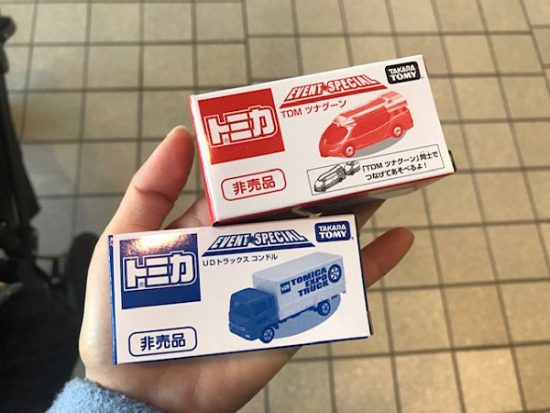 トミカ
EVENT SPECIAL
TDM ツナグーン
TAKARA TOMY
非売品
「TDM ツナグーン」同士で
つなげてあそべるよ!
トミカ
EVENT SPECIAL
UDトラックス コンドル
TAKARA TOMY
非売品
TOMICA
EXPO
TRUCK